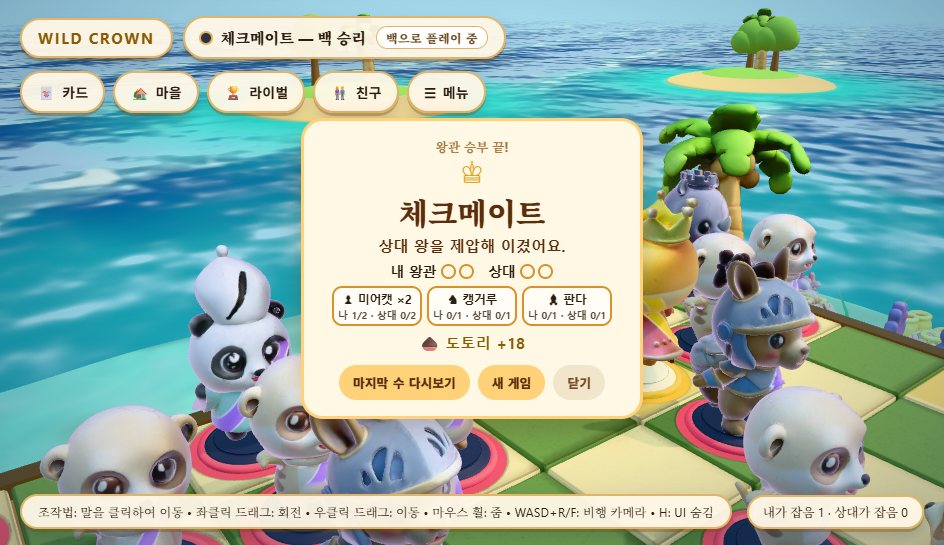 WILD CROWN
체크메이트 — 백 승리 백으로 플레이 중
카드 마을 라이벌 친구 ☰ 메뉴
왕관 승부 끝!
체크메이트
상대 왕을 제압해 이겼어요.
내 왕관 상대
미어캣 ×2 캥거루 판다
나 1/2 · 상대 0/2 나 0/1 · 상대 0/1 나 0/1 · 상대 0/1
도토리 +18
마지막 수 다시보기 새 게임 닫기
조작법: 말을 클릭하여 이동 • 좌클릭 드래그: 회전 • 우클릭 드래그: 이동 • 마우스 휠: 줌 • WASD+R/F: 비행 카메라 • H: UI 숨김
내가 잡음 1 · 상대가 잡음 0